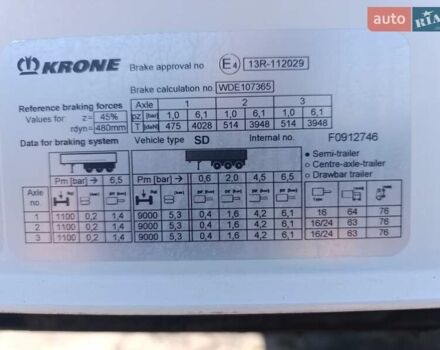 auto
RIA
KRONE Brake approval no E4 13R-112029
Brake calculation no. WDE107365
Reference braking forces Axle 1 2 3
Values for: z= 45% pz [bar] 1,0 6,1 1,0 6,1 1,0 6,1
rdyn= 480mm T [daN] 475 4028 514 3948 514 3948
Data for braking system Vehicle type SD Internal no. F0912746
Semi-trailer
Centre-axle-trailer
Drawbar trailer
Pm [bar] → 6,5 Pm [bar] → 0,6 2,0 4,5 6,5
Axle no.
1 1100 0,2 1,4 9000 5,3 0,4 1,6 4,2 6,1 16 64 76
2 1100 0,2 1,4 9000 5,3 0,4 1,6 4,2 6,1 16/24 63 76
3 1100 0,2 1,4 9000 5,3 0,4 1,6 4,2 6,1 16/24 63 76